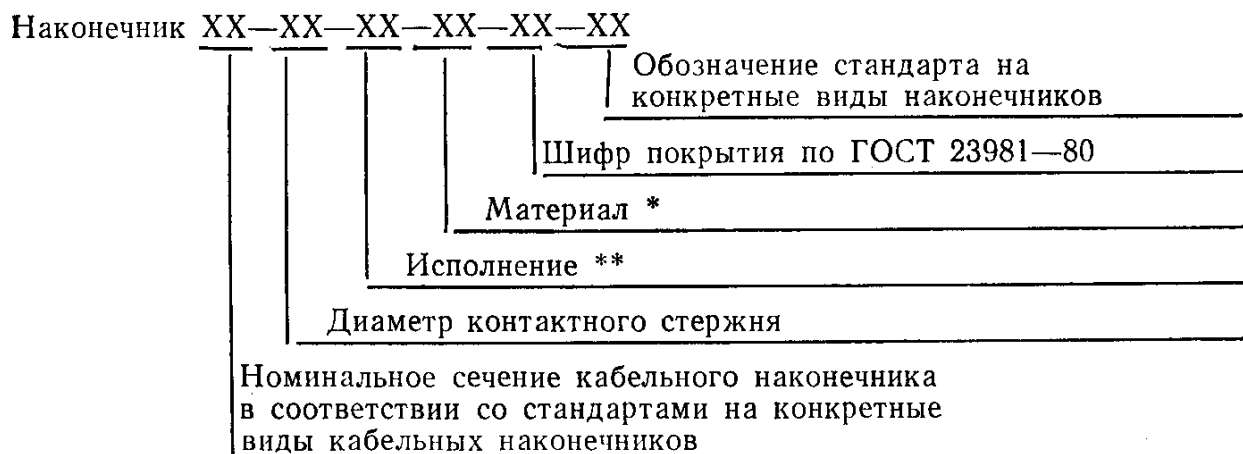 Наконечник XX—XX—XX—XX—XX—XX
Обозначение стандарта на
конкретные виды наконечников
Шифр покрытия по ГОСТ 23981—80
Материал *
Исполнение **
Диаметр контактного стержня
Номинальное сечение кабельного наконечника
в соответствии со стандартами на конкретные
виды кабельных наконечников